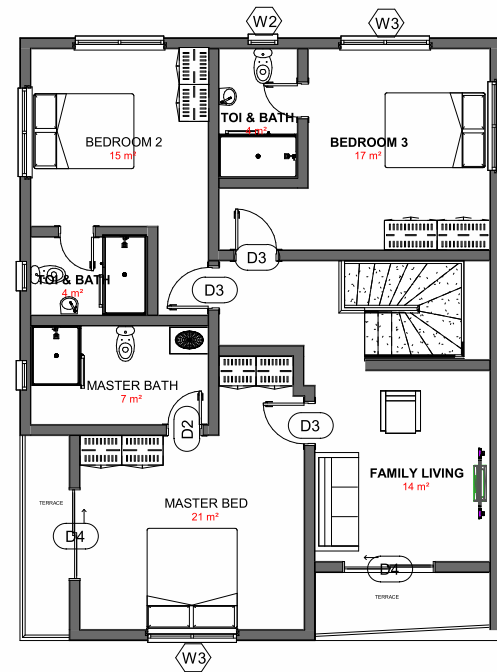 W2
W3
TOI & BATH
4 m²
BEDROOM 2
15 m²
BEDROOM 3
17 m²
D3
TOI & BATH
4 m²
D3
MASTER BATH
7 m²
D2
D3
FAMILY LIVING
14 m²
MASTER BED
21 m²
TERRACE
D4
D4
TERRACE
W3